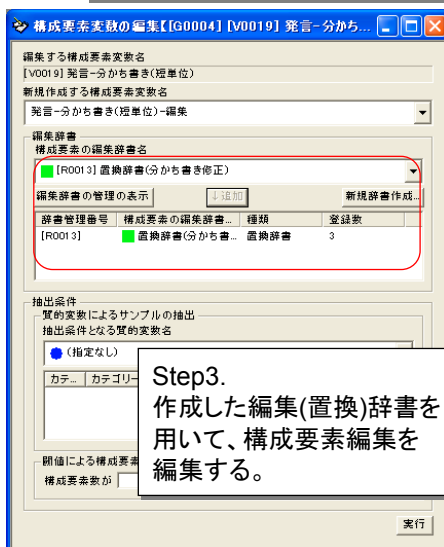 構成要素変数の編集【[G0004] [V0019] 発言-分かち...
編集する構成要素変数名
[V0019] 発言-分かち書き(短単位)
新規作成する構成要素変数名
発言-分かち書き(短単位)-編集
編集辞書
構成要素の編集辞書名
[R0013] 置換辞書(分かち書き修正)
編集辞書の管理の表示 ↓追加 新規辞書作成...
辞書管理番号 構成要素の編集辞書... 種類 登録数
[R0013] 置換辞書(分かち書... 置換辞書 3
抽出条件
質的変数によるサンプルの抽出
抽出条件となる質的変数名
(指定なし)
カテ... カテゴリー
Step3.
作成した編集(置換)辞書を
用いて、構成要素編集を
編集する。
閾値による構成要素
構成要素数が
実行